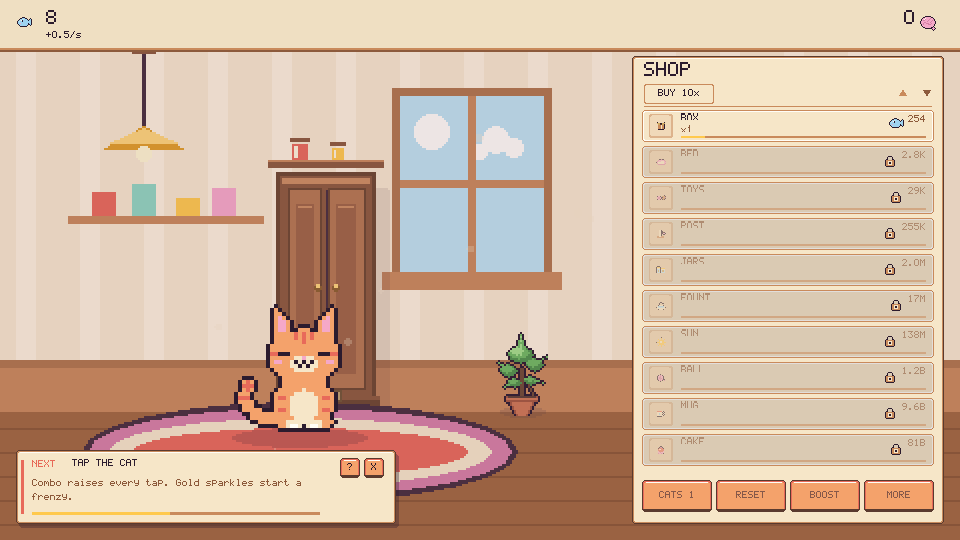 8
+0.5/s
0
SHOP
BUY 10x
BOX 254
x1
BED 2.8K
TOYS 29K
POST 255K
JARS 2.0M
FOUNT 17M
SUN 138M
BALL 1.2B
MUG 9.6B
CAKE 81B
CATS 1 RESET BOOST MORE
NEXT TAP THE CAT ? X
Combo raises every tap. Gold sparkles start a
frenzy.